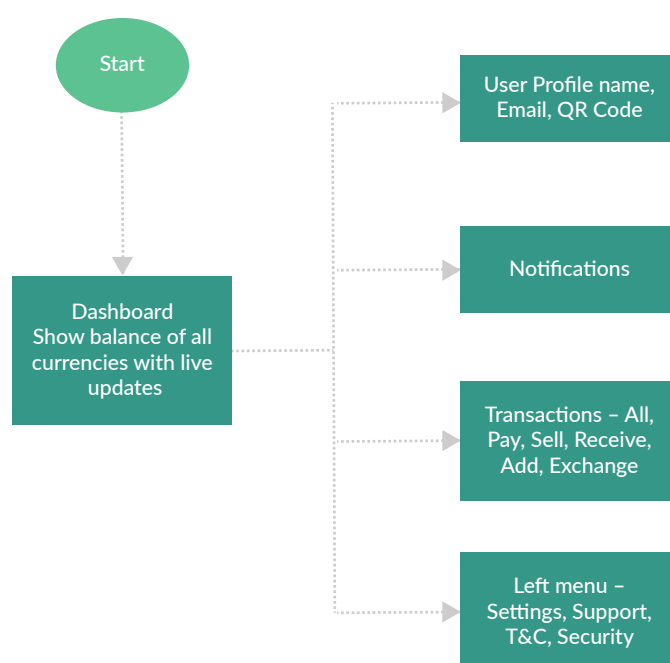 Start
Dashboard
Show balance of all
currencies with live
updates
User Profile name,
Email, QR Code
Notifications
Transactions – All,
Pay, Sell, Receive,
Add, Exchange
Left menu –
Settings, Support,
T&C, Security